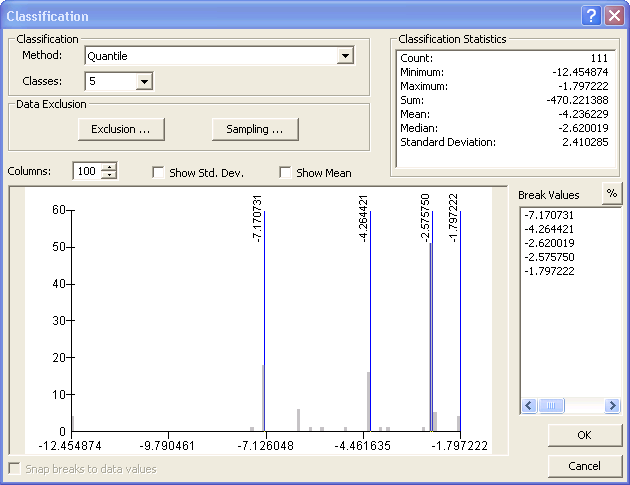 Classification
Classification
Method: Quantile
Classes: 5
Data Exclusion
Exclusion ...
Sampling ...
Classification Statistics
Count: 111
Minimum: -12.454874
Maximum: -1.797222
Sum: -470.221388
Mean: -4.236229
Median: -2.620019
Standard Deviation: 2.410285
Columns: 100
Show Std. Dev.
Show Mean
Break Values
%
-7.170731
-4.264421
-2.620019
-2.575750
-1.797222
-7.170731
-4.264421
-2.575750
-1.797222
60
50
40
30
20
10
0
-12.454874 -9.790461 -7.126048 -4.461635 -1.797222
OK
Cancel
Snap breaks to data values